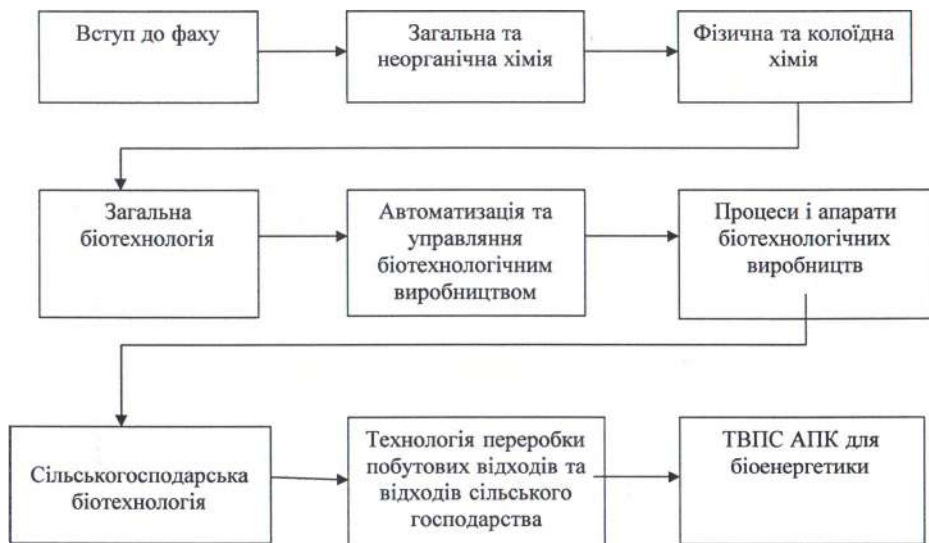 Вступ до фаху
Загальна та
неорганічна хімія
Фізична та колоїдна
хімія
Загальна
біотехнологія
Автоматизація та
управляння
біотехнологічним
виробництвом
Процеси і апарати
біотехнологічних
виробництв
Сільськогосподарська
біотехнологія
Технологія переробки
побутових відходів та
відходів сільського
господарства
ТВПС АПК для
біоенергетики